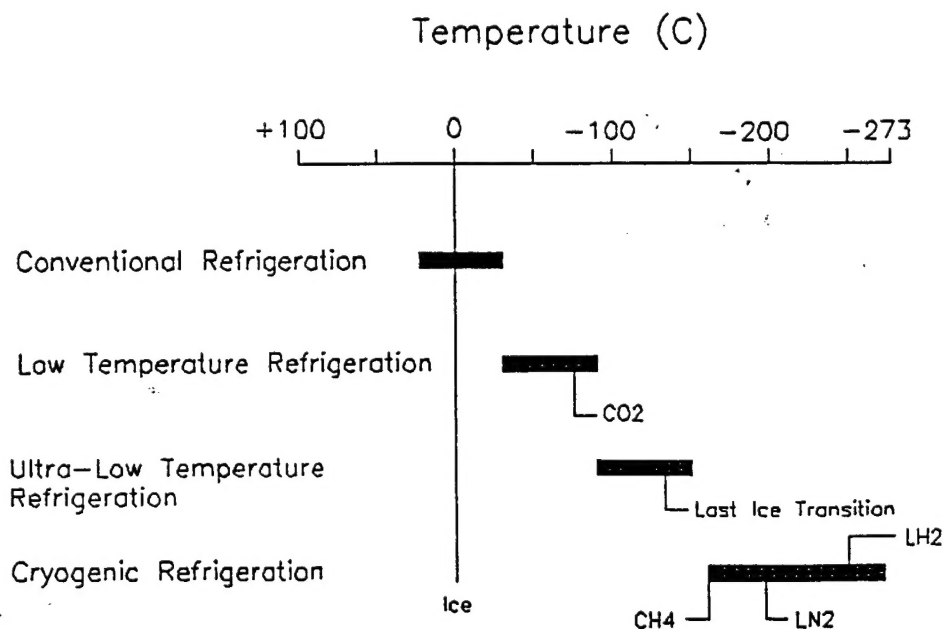 Temperature (C)
+100 0 -100 -200 -273
Conventional Refrigeration
Low Temperature Refrigeration
CO2
Ultra-Low Temperature
Refrigeration
Last Ice Transition
LH2
Cryogenic Refrigeration
Ice
CH4 LN2